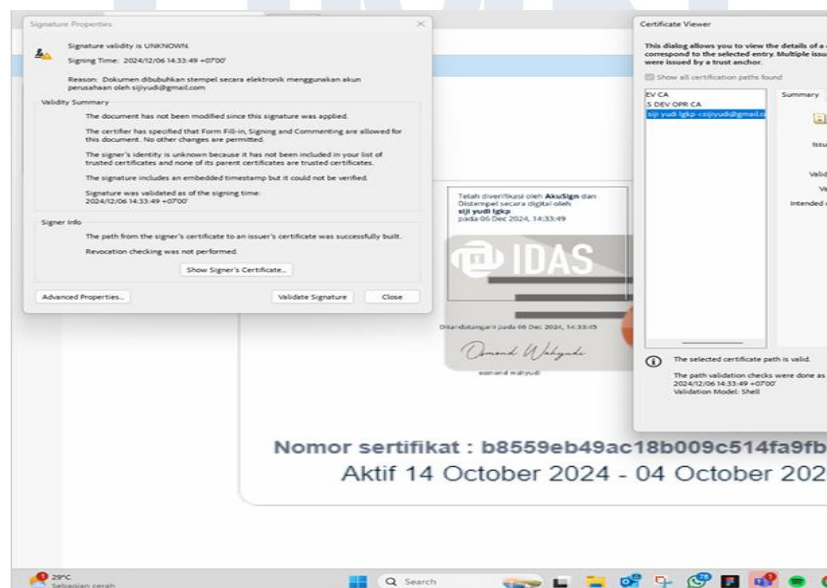 Signature Properties
Signature validity is UNKNOWN.
Signing Time: 2024/12/06 14:33:49 +07'00'
Reason: Dokumen dibubuhkan stempel secara elektronik menggunakan akun
perusahaan oleh sijiyudi@gmail.com
Validity Summary
The document has not been modified since this signature was applied.
The certifier has specified that Form Fill-in, Signing and Commenting are allowed for
this document. No other changes are permitted.
The signer's identity is unknown because it has not been included in your list of
trusted certificates and none of its parent certificates are trusted certificates.
The signature includes an embedded timestamp but it could not be verified.
Signature was validated as of the signing time:
2024/12/06 14:33:49 +07'00'
Signer Info
The path from the signer's certificate to an issuer's certificate was successfully built.
Revocation checking was not performed.
Show Signer's Certificate...
Advanced Properties...
Validate Signature
Close
Certificate Viewer
This dialog allows you to view the details of a
correspond to the selected entry. Multiple issu
were issued by a trust anchor.
Show all certification paths found
EV CA
S DEV OPR CA
siji yudi lgkp <sijiyudi@gmail.c
Summary
Issu
Valid
Va
Intended
The selected certificate path is valid.
The path validation checks were done as
2024/12/06 14:33:49 +07'00'
Validation Model: Shell
Telah diverifikasi oleh AkuSign dan
Distempel secara digital oleh
siji yudi lgkp
pada 06 Dec 2024, 14:33:49
IDAS
Ditandatangani pada 06 Dec 2024, 14:33:45
Osmond Wahyudi
osmond wahyudi
Nomor sertifikat : b8559eb49ac18b009c514fa9fb
Aktif 14 October 2024 - 04 October 202
29°C
Sebagian cerah
Search